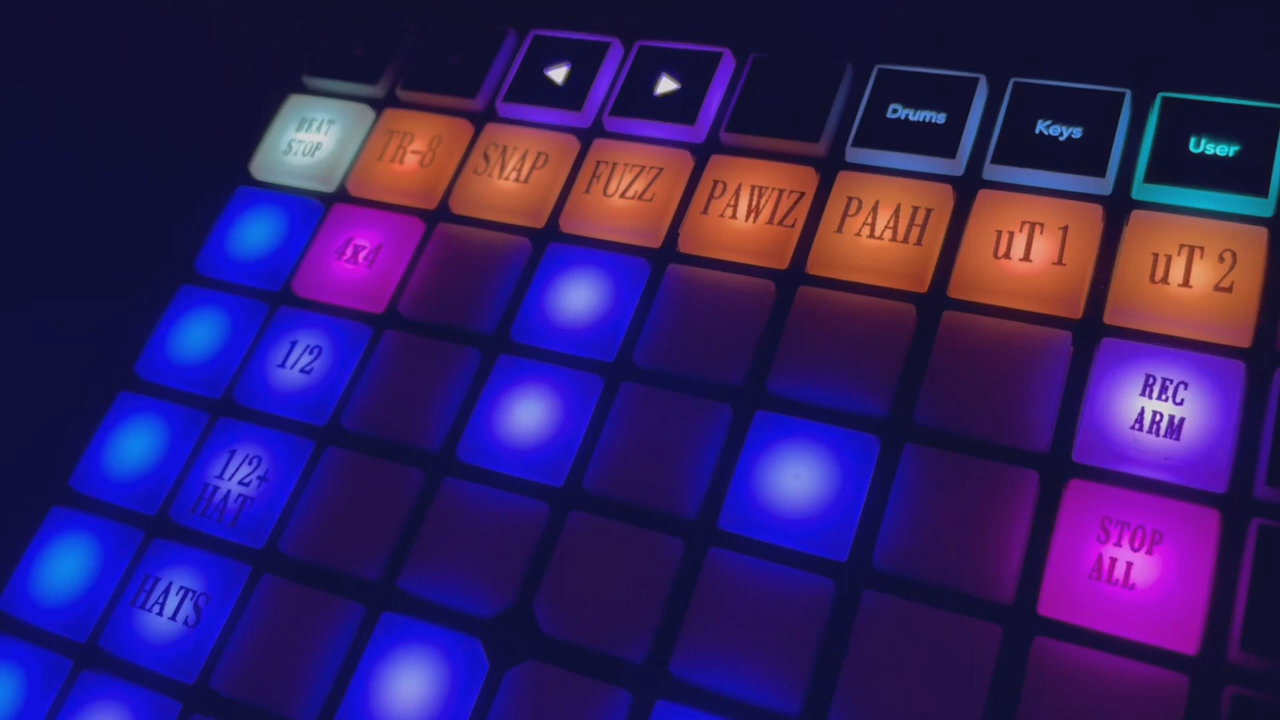 Drums
Keys
User
BEAT
STOP
TR-8
SNAP
FUZZ
PAWIZ
PAAH
uT 1
uT 2
4x4
1/2
REC
ARM
1/2+
HAT
STOP
ALL
HATS